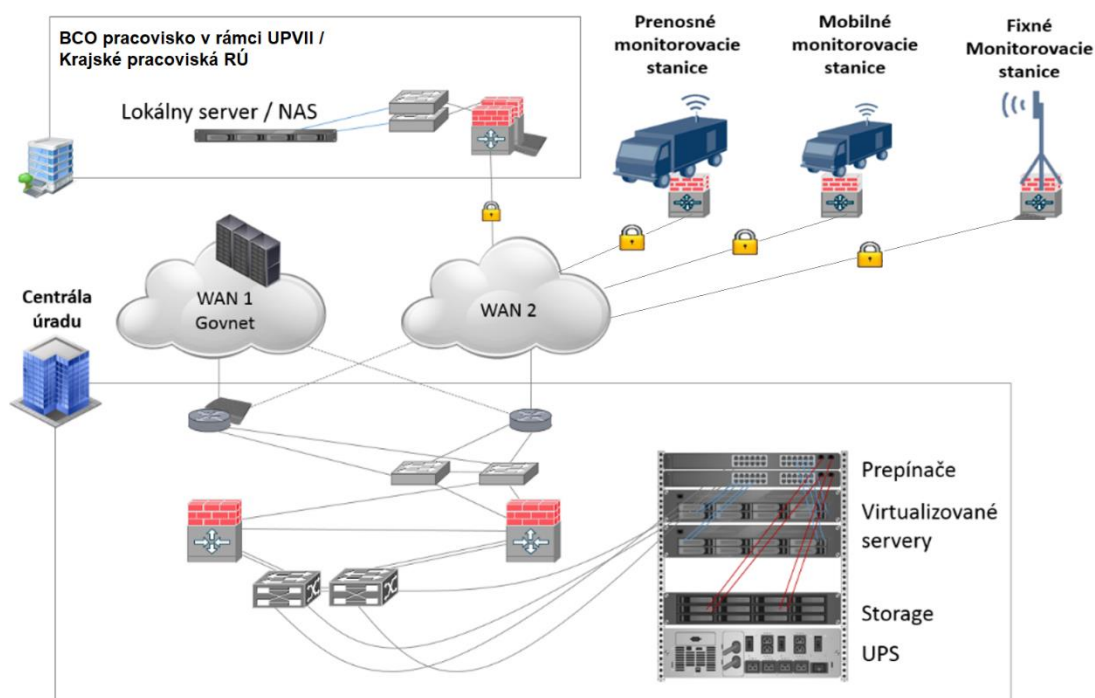 BCO pracovisko v rámci UPVII /
Krajské pracoviská RÚ
Lokálny server / NAS
Prenosné
monitorovacie
stanice
Mobilné
monitorovacie
stanice
Fixné
Monitorovacie
stanice
WAN 1
Govnet
WAN 2
Centrála
úradu
Prepínače
Virtualizované
servery
Storage
UPS